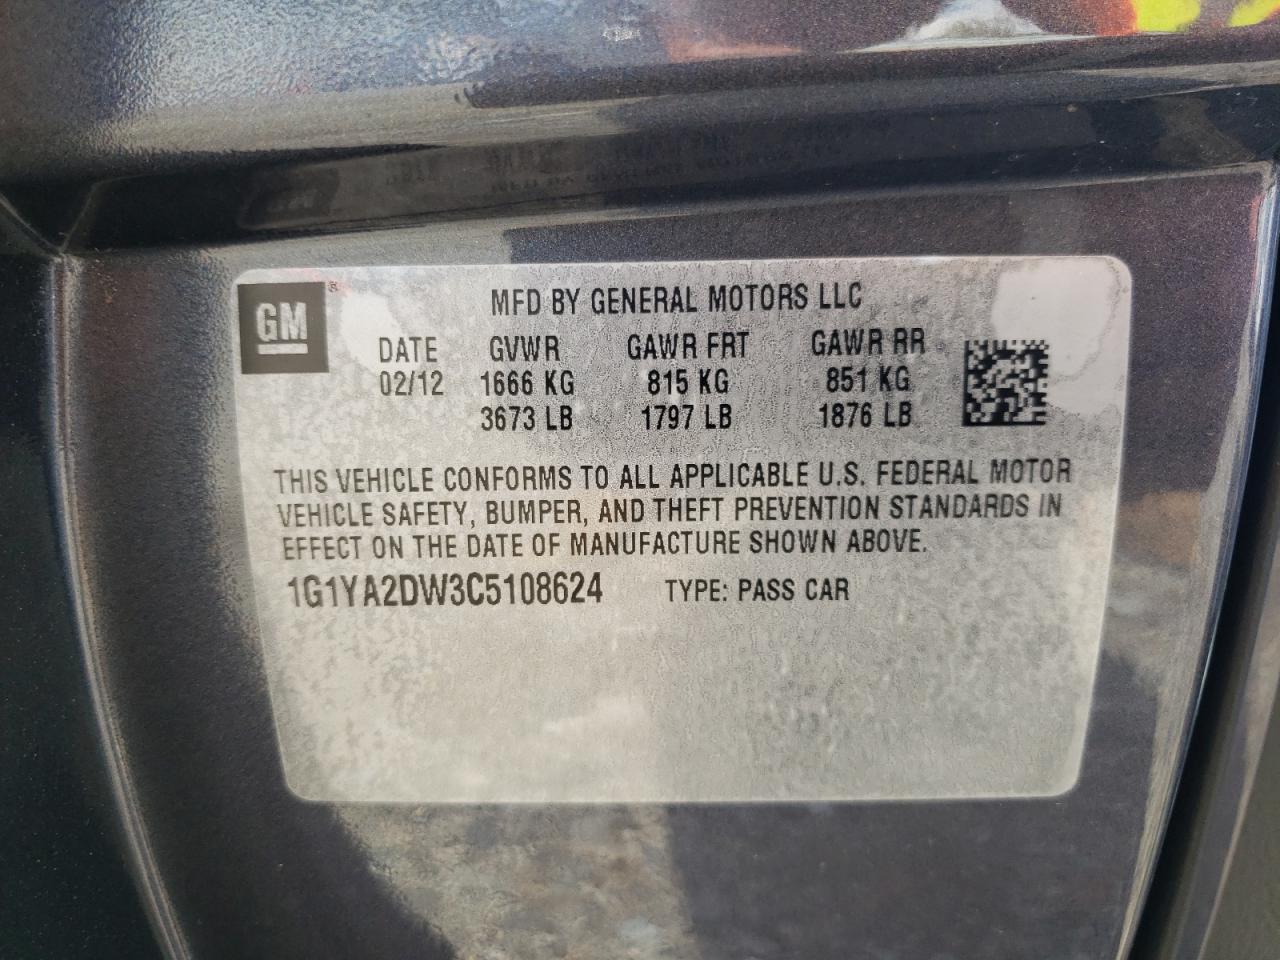 GM®
MFD BY GENERAL MOTORS LLC
DATE GVWR GAWR FRT GAWR RR
02/12 1666 KG 815 KG 851 KG
3673 LB 1797 LB 1876 LB
THIS VEHICLE CONFORMS TO ALL APPLICABLE U.S. FEDERAL MOTOR
VEHICLE SAFETY, BUMPER, AND THEFT PREVENTION STANDARDS IN
EFFECT ON THE DATE OF MANUFACTURE SHOWN ABOVE.
1G1YA2DW3C5108624 TYPE: PASS CAR